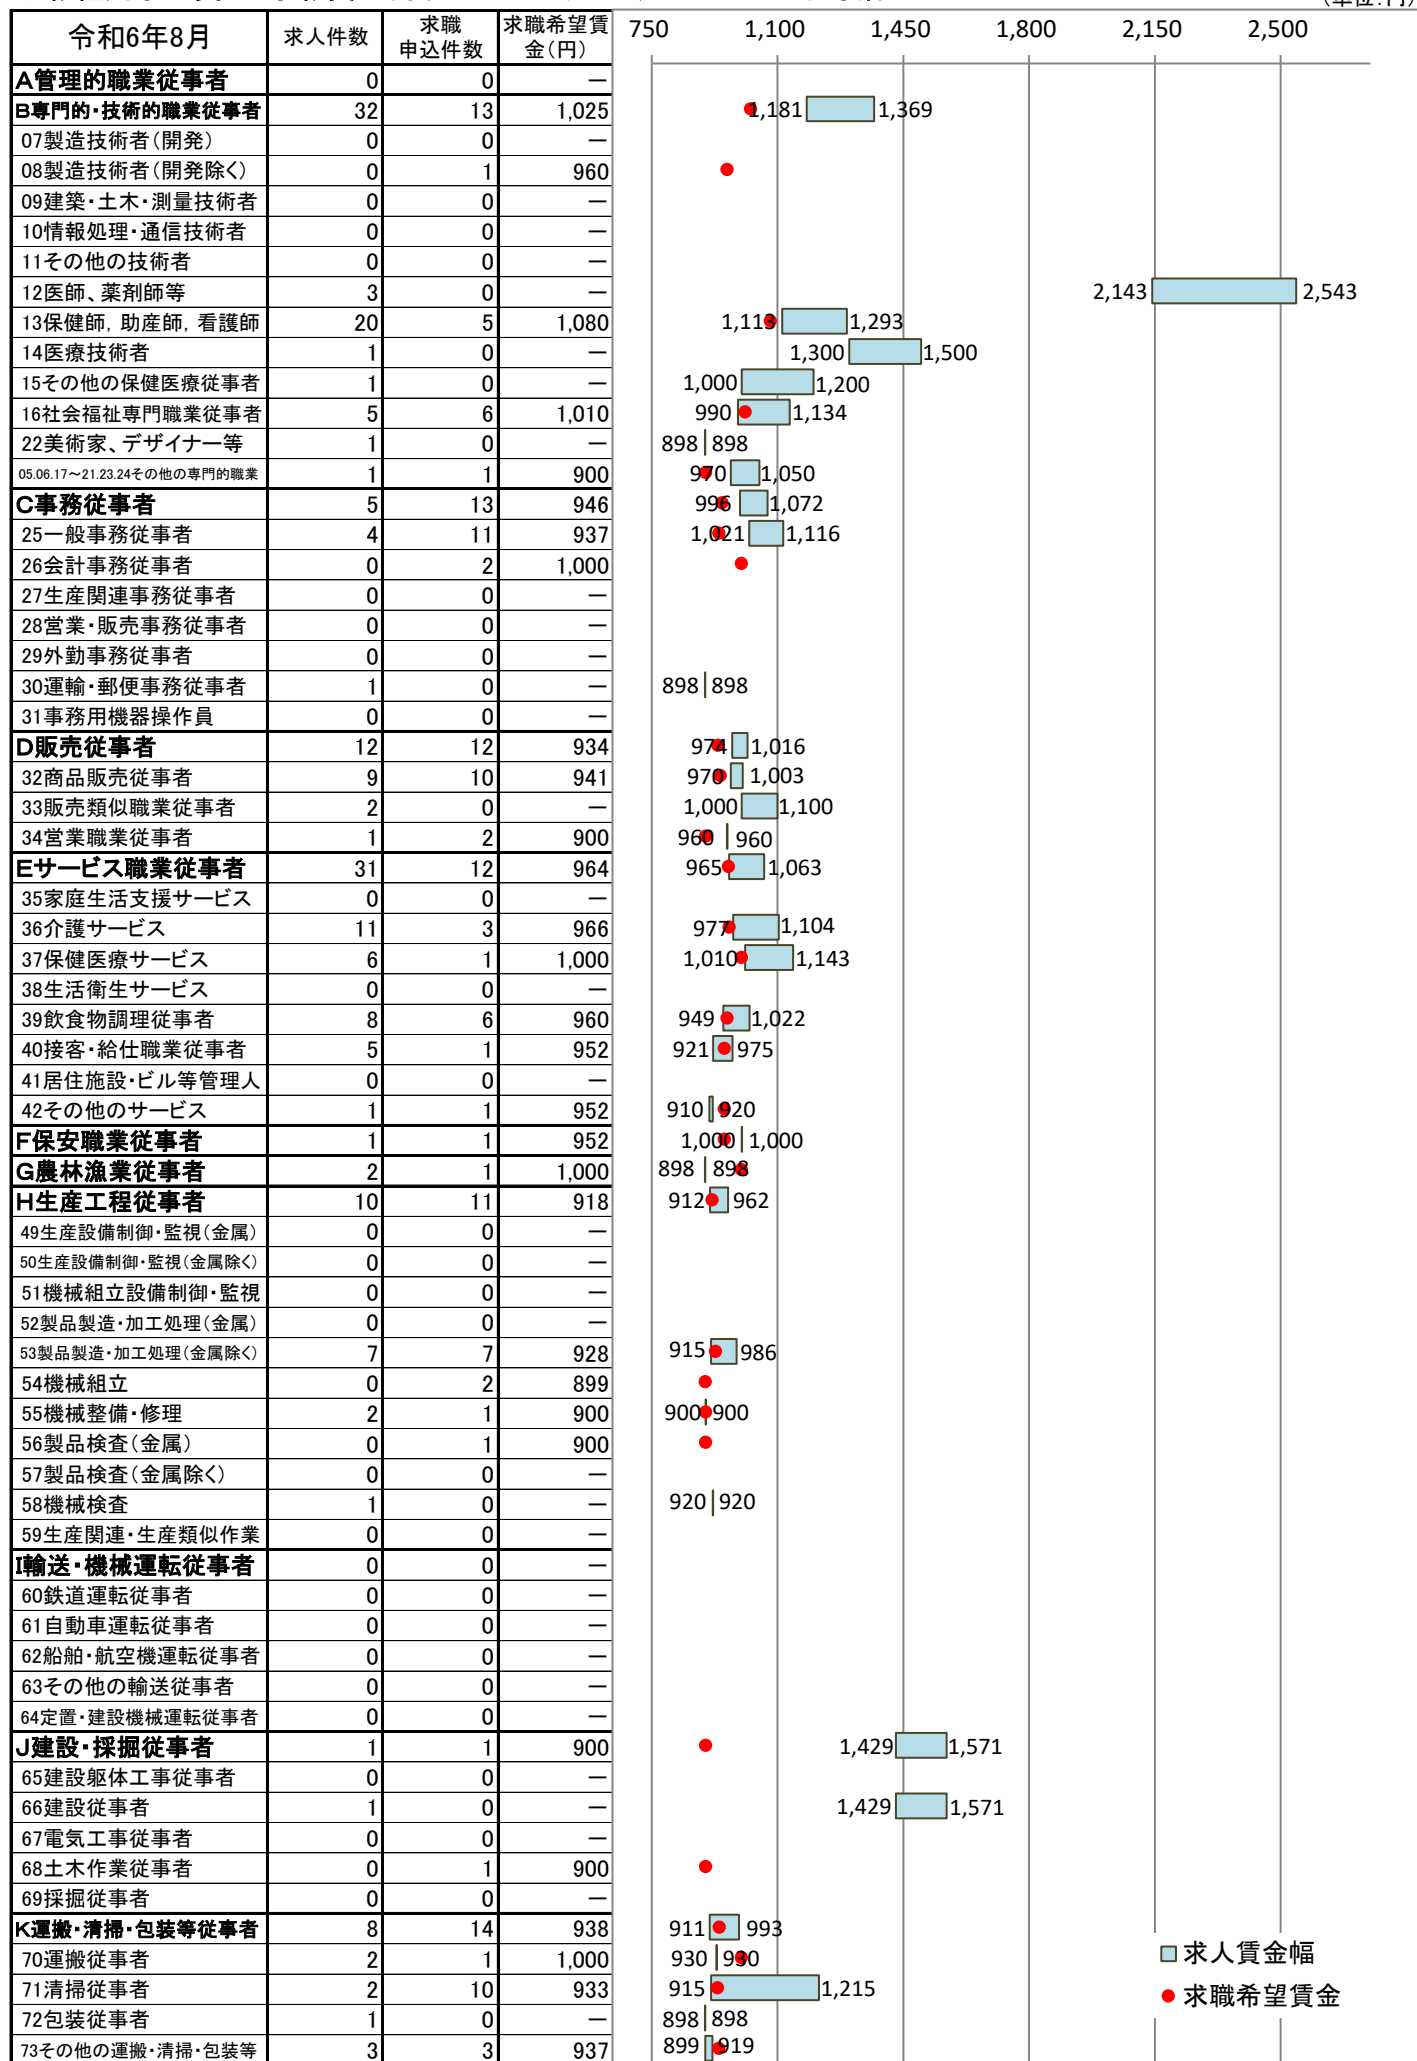 (単位:円)
令和6年8月 求人件数 求職申込件数 求職希望賃金(円) 750 1,100 1,450 1,800 2,150 2,500
A管理的職業従事者 0 0 ―
B専門的・技術的職業従事者 32 13 1,025 1,181 1,369
07製造技術者(開発) 0 0 ―
08製造技術者(開発除く) 0 1 960
09建築・土木・測量技術者 0 0 ―
10情報処理・通信技術者 0 0 ―
11その他の技術者 0 0 ―
12医師、薬剤師等 3 0 ― 2,143 2,543
13保健師,助産師,看護師 20 5 1,080 1,113 1,293
14医療技術者 1 0 ― 1,300 1,500
15その他の保健医療従事者 1 0 ― 1,000 1,200
16社会福祉専門職業従事者 5 6 1,010 990 1,134
22美術家、デザイナー等 1 0 ― 898 898
05.06.17~21.23.24その他の専門的職業 1 1 900 970 1,050
C事務従事者 5 13 946 996 1,072
25一般事務従事者 4 11 937 1,021 1,116
26会計事務従事者 0 2 1,000
27生産関連事務従事者 0 0 ―
28営業・販売事務従事者 0 0 ―
29外勤事務従事者 0 0 ―
30運輸・郵便事務従事者 1 0 ― 898 898
31事務用機器操作員 0 0 ―
D販売従事者 12 12 934 974 1,016
32商品販売従事者 9 10 941 970 1,003
33販売類似職業従事者 2 0 ― 1,000 1,100
34営業職業従事者 1 2 900 960 960
Eサービス職業従事者 31 12 964 965 1,063
35家庭生活支援サービス 0 0 ―
36介護サービス 11 3 966 977 1,104
37保健医療サービス 6 1 1,000 1,010 1,143
38生活衛生サービス 0 0 ―
39飲食物調理従事者 8 6 960 949 1,022
40接客・給仕職業従事者 5 1 952 921 975
41居住施設・ビル等管理人 0 0 ―
42その他のサービス 1 1 952 910 920
F保安職業従事者 1 1 952 1,000 1,000
G農林漁業従事者 2 1 1,000 898 898
H生産工程従事者 10 11 918 912 962
49生産設備制御・監視(金属) 0 0 ―
50生産設備制御・監視(金属除く) 0 0 ―
51機械組立設備制御・監視 0 0 ―
52製品製造・加工処理(金属) 0 0 ―
53製品製造・加工処理(金属除く) 7 7 928 915 986
54機械組立 0 2 899
55機械整備・修理 2 1 900 900 900
56製品検査(金属) 0 1 900
57製品検査(金属除く) 0 0 ―
58機械検査 1 0 ― 920 920
59生産関連・生産類似作業 0 0 ―
I輸送・機械運転従事者 0 0 ―
60鉄道運転従事者 0 0 ―
61自動車運転従事者 0 0 ―
62船舶・航空機運転従事者 0 0 ―
63その他の輸送従事者 0 0 ―
64定置・建設機械運転従事者 0 0 ―
J建設・採掘従事者 1 1 900 1,429 1,571
65建設躯体工事従事者 0 0 ―
66建設従事者 1 0 ― 1,429 1,571
67電気工事従事者 0 0 ―
68土木作業従事者 0 1 900
69採掘従事者 0 0 ―
K運搬・清掃・包装等従事者 8 14 938 911 993
70運搬従事者 2 1 1,000 930 930
71清掃従事者 2 10 933 915 1,215
72包装従事者 1 0 ― 898 898
73その他の運搬・清掃・包装等 3 3 937 899 919
求人賃金幅
求職希望賃金